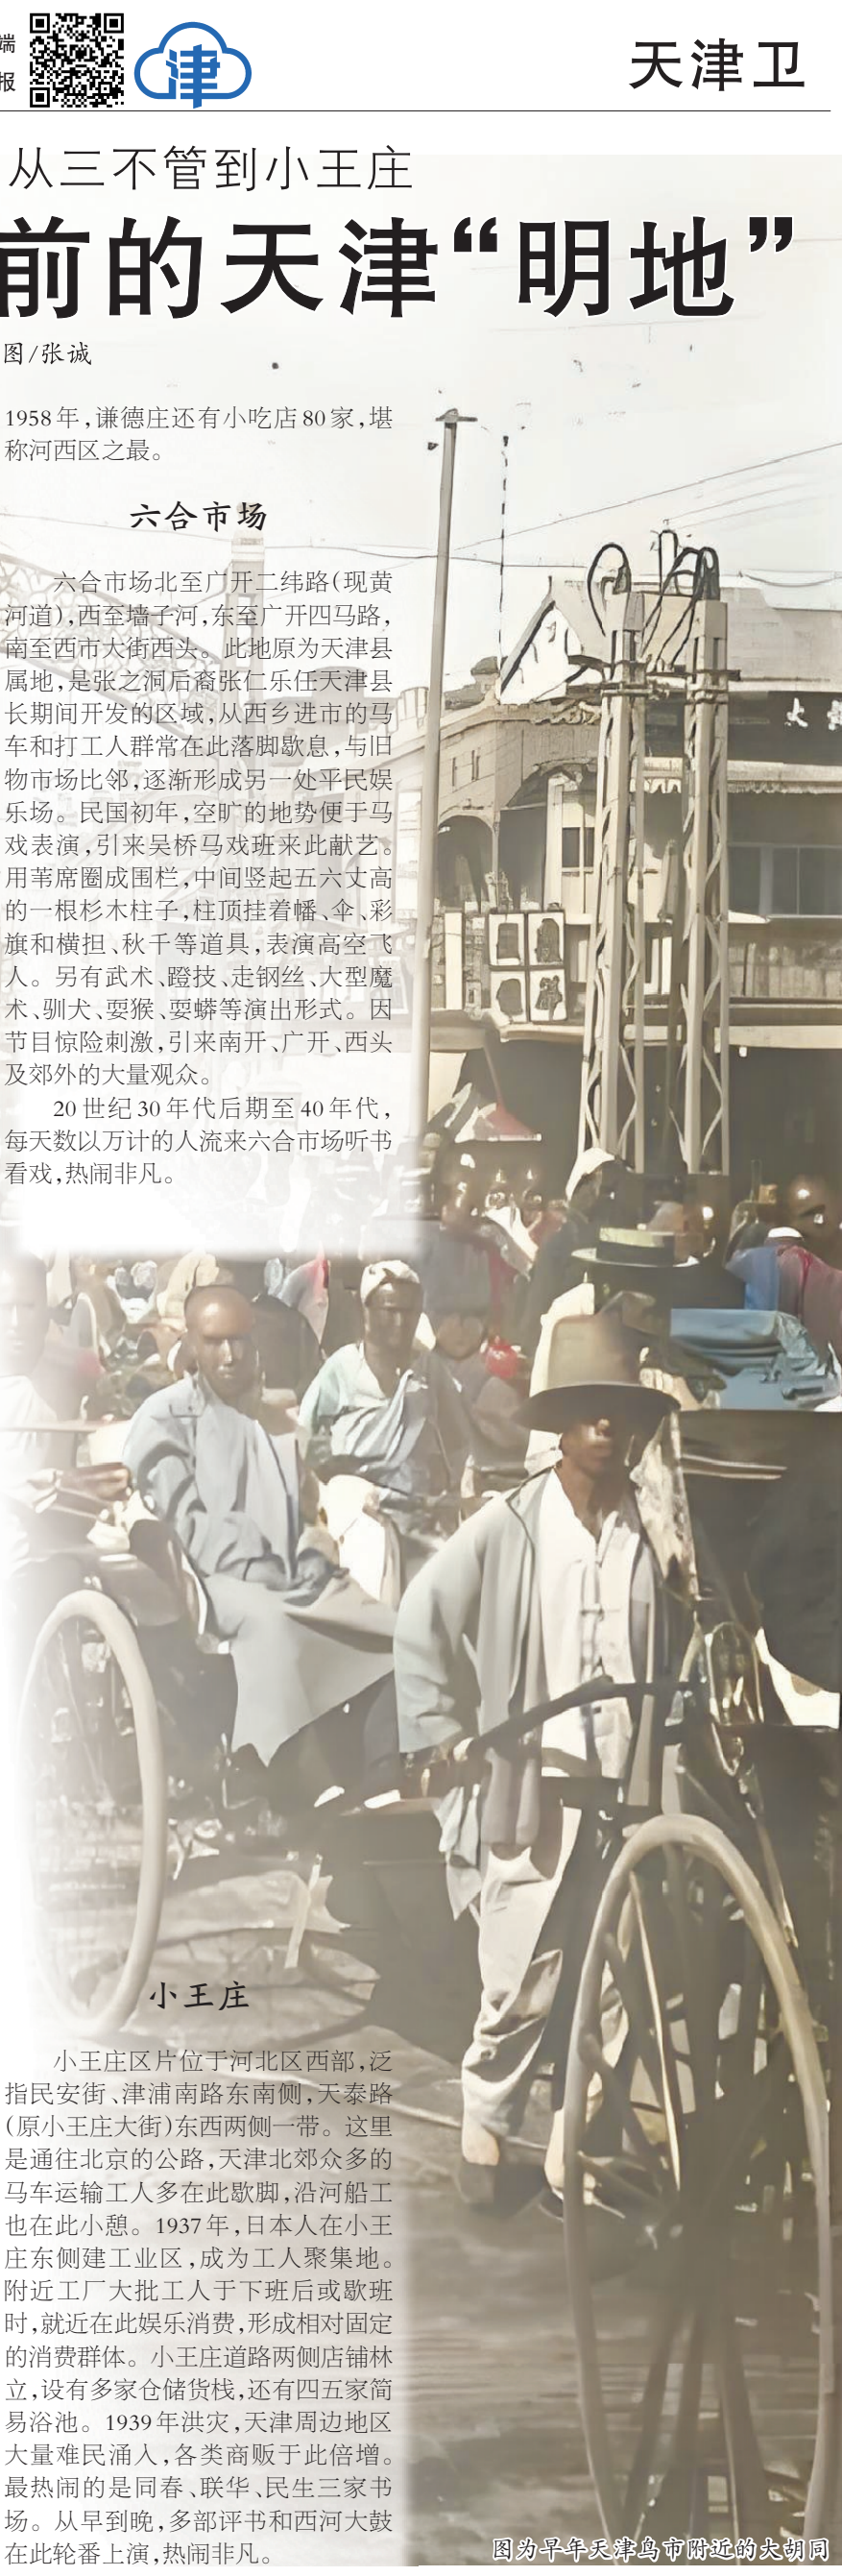 端
报
津
天津卫
从三不管到小王庄
前的天津“明地”
图/张诚
1958年,谦德庄还有小吃店80家,堪
称河西区之最。
六合市场
六合市场北至广开二纬路(现黄
河道),西至墙子河,东至广开四马路,
南至西市大街西头。此地原为天津县
属地,是张之洞后裔张仁乐任天津县
长期间开发的区域,从西乡进市的马
车和打工人群常在此落脚歇息,与旧
物市场比邻,逐渐形成另一处平民娱
乐场。民国初年,空旷的地势便于马
戏表演,引来吴桥马戏班来此献艺。
用苇席圈成围栏,中间竖起五六丈高
的一根杉木柱子,柱顶挂着幡、伞、彩
旗和横担、秋千等道具,表演高空飞
人。另有武术、蹬技、走钢丝、大型魔
术、驯犬、耍猴、耍蟒等演出形式。因
节目惊险刺激,引来南开、广开、西头
及郊外的大量观众。
20世纪30年代后期至40年代,
每天数以万计的人流来六合市场听书
看戏,热闹非凡。
小王庄
小王庄区片位于河北区西部,泛
指民安街、津浦南路东南侧,天泰路
(原小王庄大街)东西两侧一带。这里
是通往北京的公路,天津北郊众多的
马车运输工人多在此歇脚,沿河船工
也在此小憩。1937年,日本人在小王
庄东侧建工业区,成为工人聚集地。
附近工厂大批工人于下班后或歇班
时,就近在此娱乐消费,形成相对固定
的消费群体。小王庄道路两侧店铺林
立,设有多家仓储货栈,还有四五家简
易浴池。1939年洪灾,天津周边地区
大量难民涌入,各类商贩于此倍增。
最热闹的是同春、联华、民生三家书
场。从早到晚,多部评书和西河大鼓
在此轮番上演,热闹非凡。
图为早年天津鸟市附近的大胡同